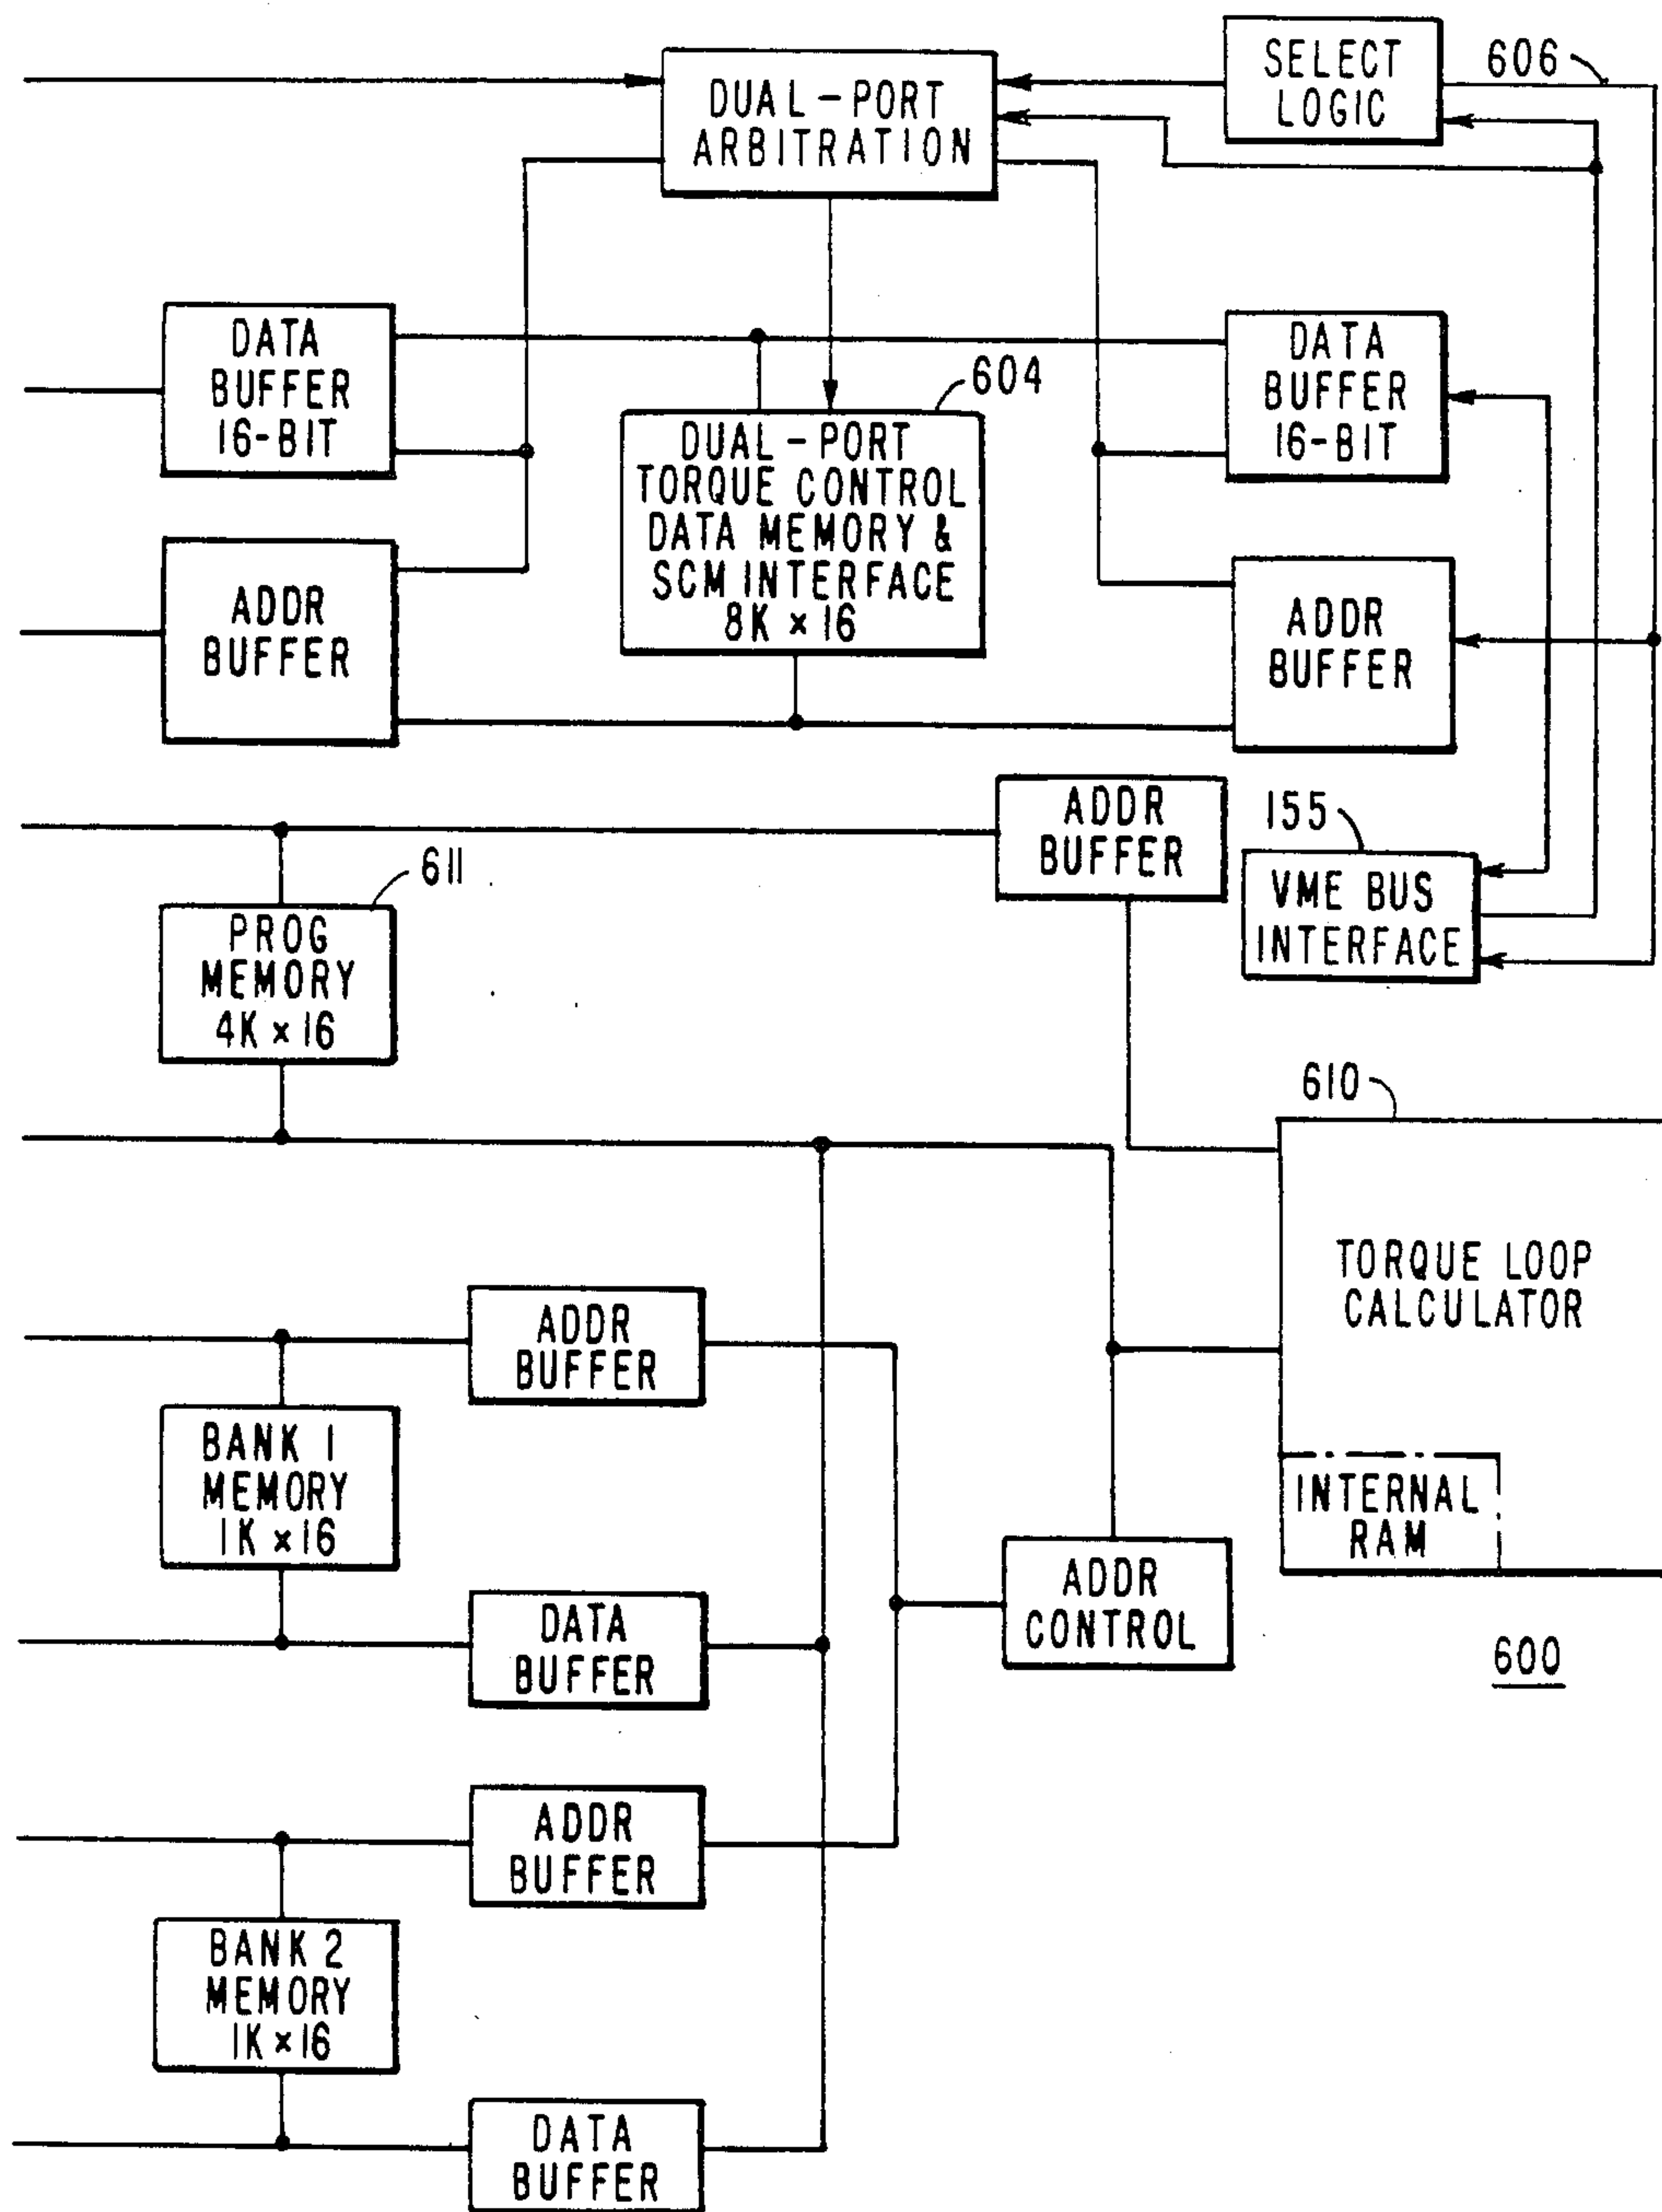 SELECT
LOGIC
606
DUAL-PORT
ARBITRATION
DATA
BUFFER
16-BIT
604
DUAL-PORT
TORQUE CONTROL
DATA MEMORY &
SCM INTERFACE
8K × 16
DATA
BUFFER
16-BIT
ADDR
BUFFER
ADDR
BUFFER
ADDR
BUFFER
155
VME BUS
INTERFACE
611
PROG
MEMORY
4K × 16
610
TORQUE LOOP
CALCULATOR
INTERNAL
RAM
ADDR
BUFFER
BANK 1
MEMORY
1K × 16
DATA
BUFFER
ADDR
CONTROL
600
ADDR
BUFFER
BANK 2
MEMORY
1K × 16
DATA
BUFFER